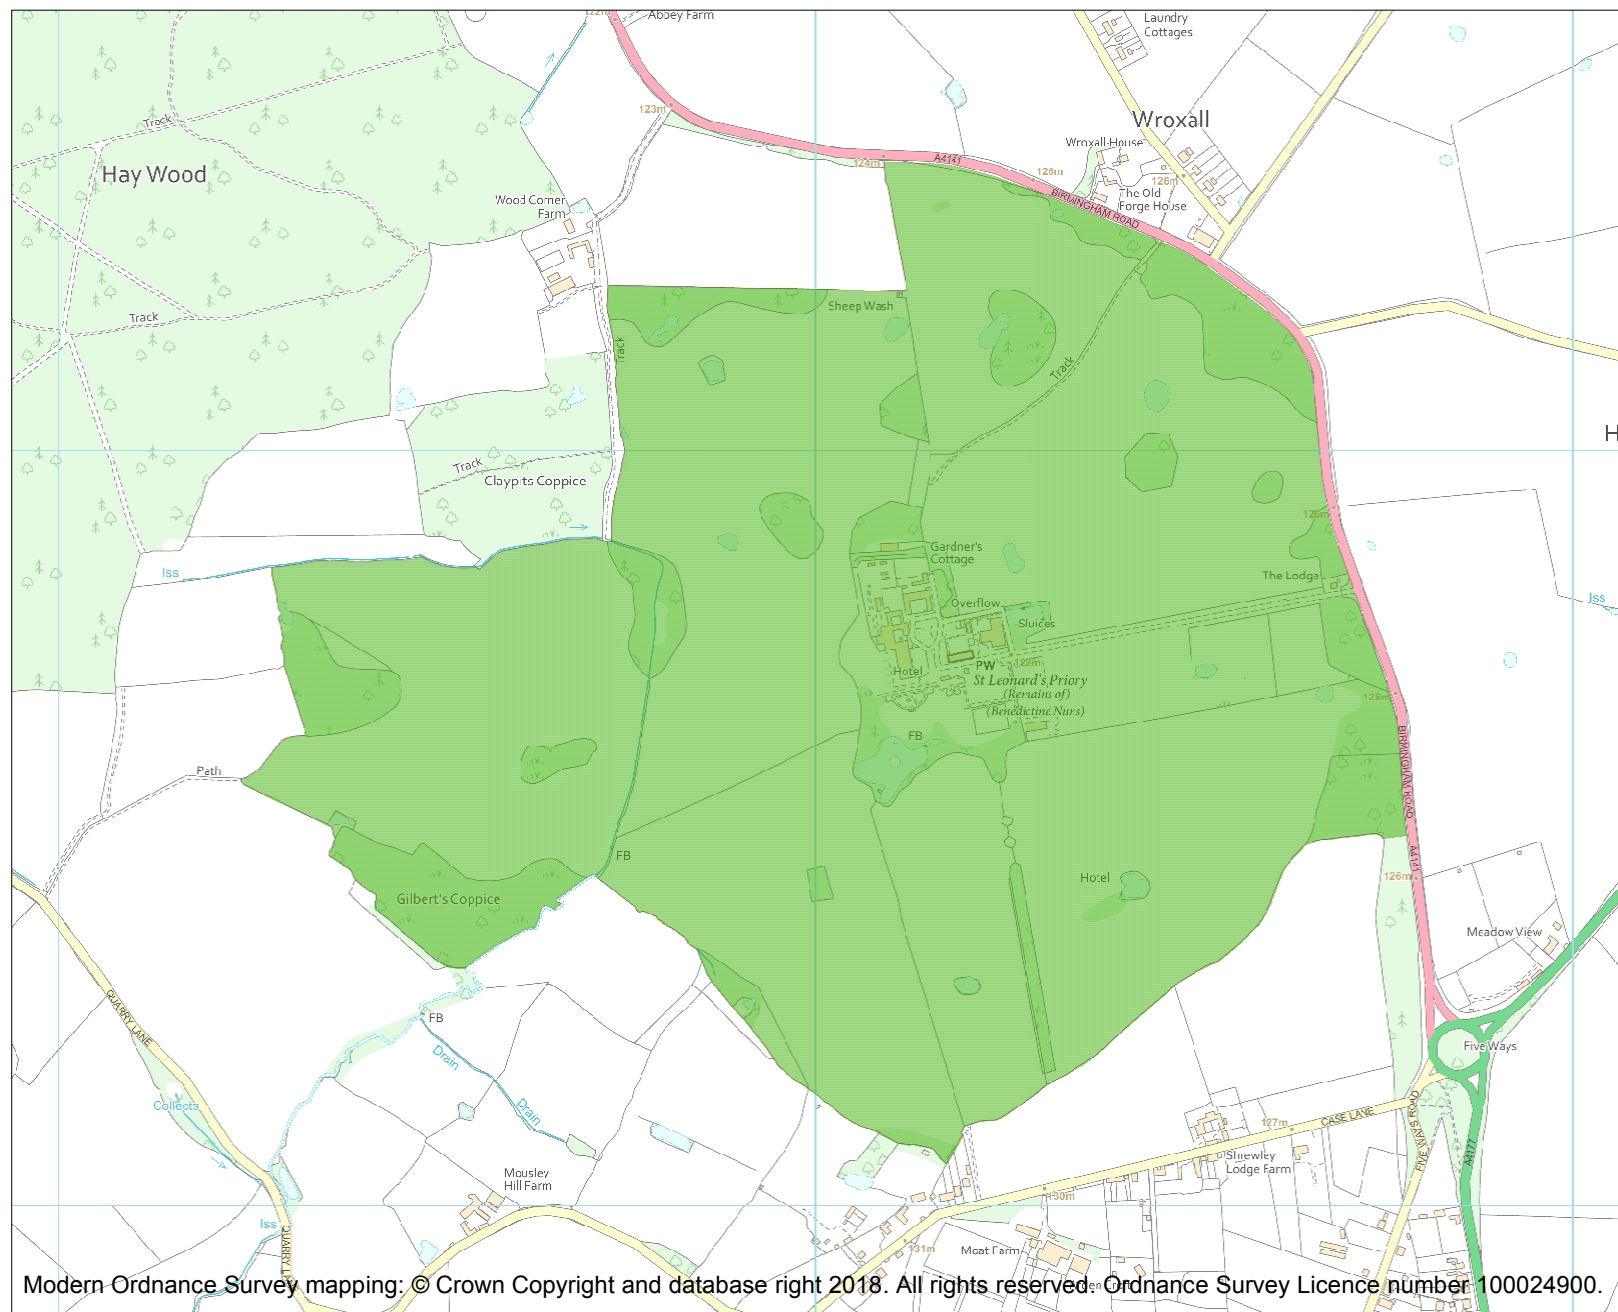 122m
Abbey Farm
Laundry
Cottages
123m
Wroxall
Track
Wroxall House
124m
A4141
126m
126m
Hay Wood
The Old
Forge House
BIRMINGHAM ROAD
Wood Corner
Farm
Sheep Wash
Track
Track
Track
H
Track
Claypits Coppice
126m
Gardner's
Cottage
Iss
The Lodge
Overflow
Iss
Sluices
PW
122m
Hotel
St Leonard's Priory
(Remains of)
(Benedictine Nuns)
126m
FB
BIRMINGHAM ROAD
Path
FB
A4141
Hotel
126m
Gilbert's Coppice
Meadow View
QUARRY LANE
FB
Drain
Five Ways
Collects
Drain
127m
CASE LANE
FIVE WAYS ROAD
A4177
Shrewley
Lodge Farm
Mousley
Hill Farm
130m
Iss
QUARRY LA
131m
Moat Farm
Modern Ordnance Survey mapping: © Crown Copyright and database right 2018. All rights reserved. Ordnance Survey Licence number 100024900.